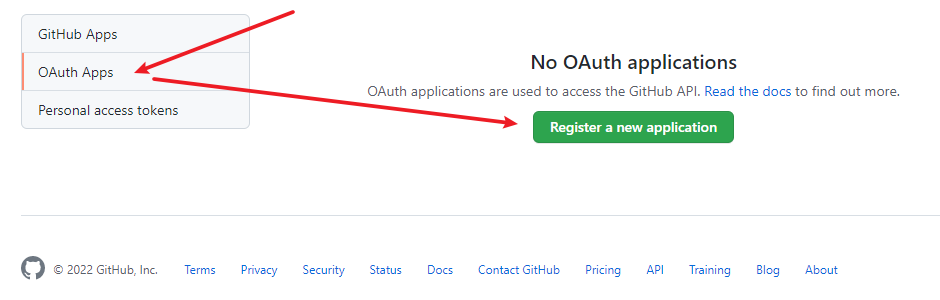 GitHub Apps
OAuth Apps
Personal access tokens
No OAuth applications
OAuth applications are used to access the GitHub API. Read the docs to find out more.
Register a new application
© 2022 GitHub, Inc. Terms Privacy Security Status Docs Contact GitHub Pricing API Training Blog About